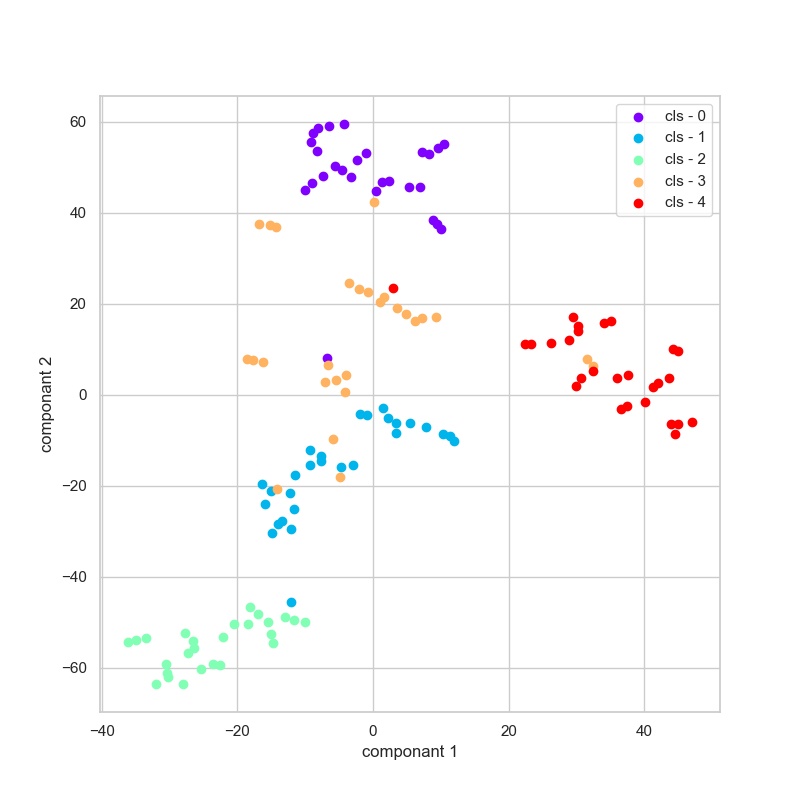 cls - 0
cls - 1
cls - 2
cls - 3
cls - 4
60
40
20
0
−20
−40
−60
componant 2
−40
−20
0
20
40
componant 1